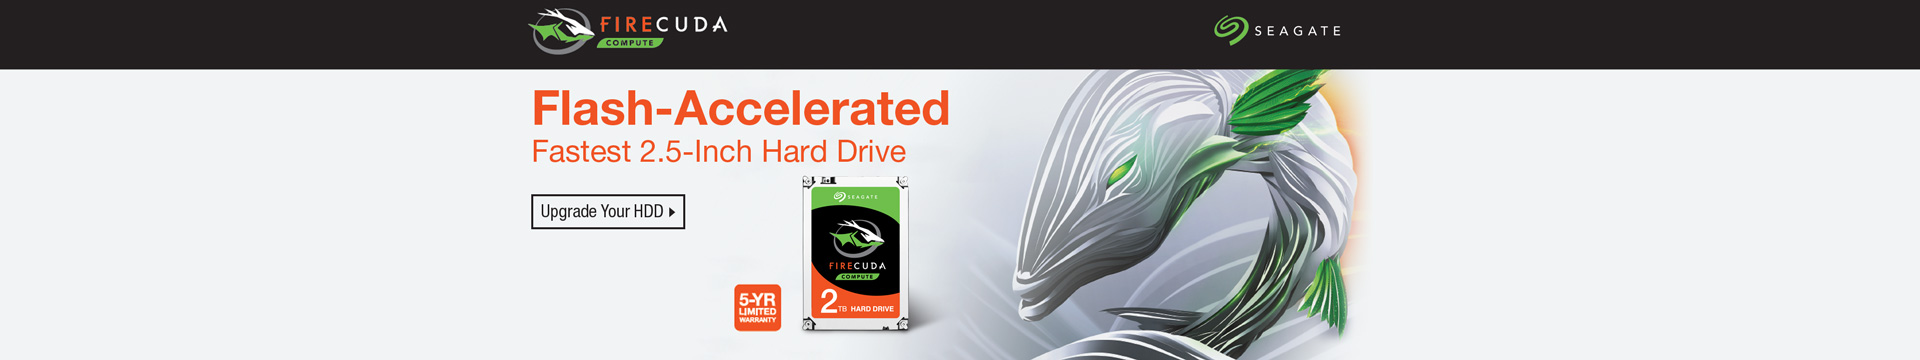 FIRECUDA
COMPUTE
SEAGATE
Flash-Accelerated
Fastest 2.5-Inch Hard Drive
Upgrade Your HDD
SEAGATE
FIRECUDA
COMPUTE
2TB HARD DRIVE
5-YR
LIMITED
WARRANTY